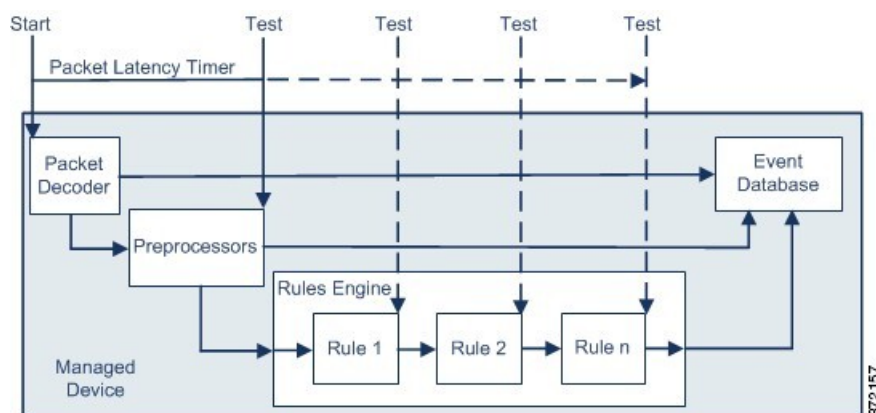 Start
Test
Test
Test
Test
Packet Latency Timer
Packet
Decoder
Event
Database
Preprocessors
Rules Engine
Rule 1
Rule 2
Rule n
Managed
Device
372157